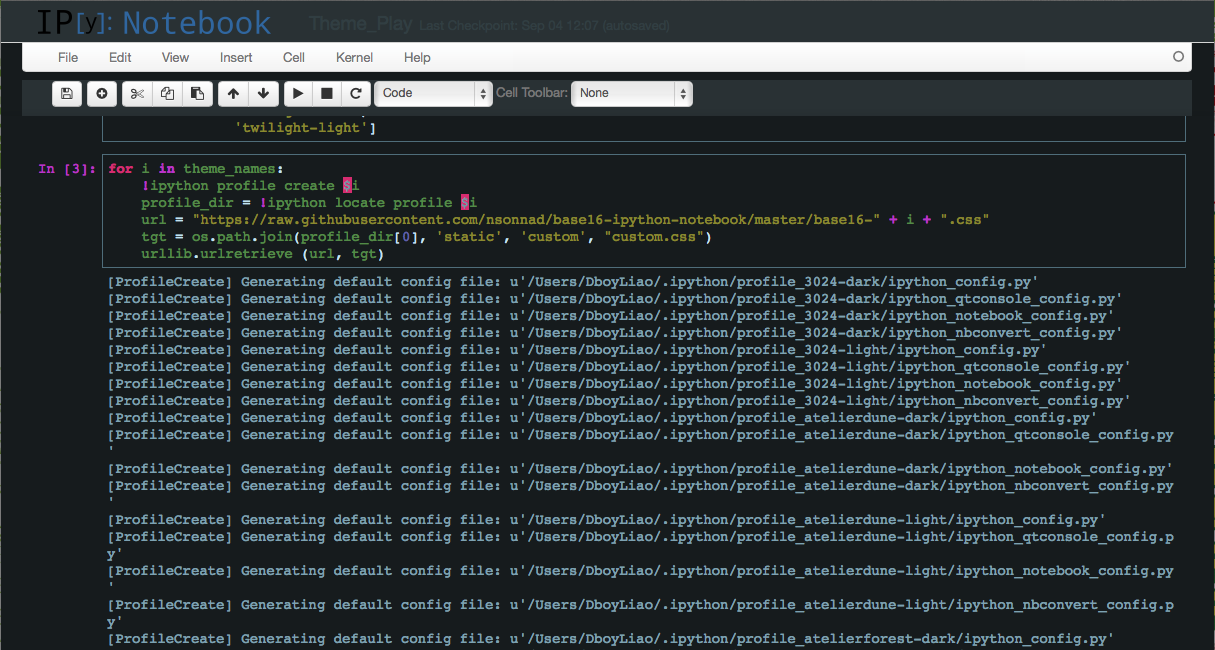 IP[y]: Notebook Theme_Play Last Checkpoint: Sep 04 12:07 (autosaved)
File Edit View Insert Cell Kernel Help
Code Cell Toolbar: None
'twilight-light']
In [3]: for i in theme_names:
!ipython profile create $i
profile_dir = !ipython locate profile $i
url = "https://raw.githubusercontent.com/nsonnad/base16-ipython-notebook/master/base16-" + i + ".css"
tgt = os.path.join(profile_dir[0], 'static', 'custom', "custom.css")
urllib.urlretrieve (url, tgt)
[ProfileCreate] Generating default config file: u'/Users/DboyLiao/.ipython/profile_3024-dark/ipython_config.py'
[ProfileCreate] Generating default config file: u'/Users/DboyLiao/.ipython/profile_3024-dark/ipython_qtconsole_config.py'
[ProfileCreate] Generating default config file: u'/Users/DboyLiao/.ipython/profile_3024-dark/ipython_notebook_config.py'
[ProfileCreate] Generating default config file: u'/Users/DboyLiao/.ipython/profile_3024-dark/ipython_nbconvert_config.py'
[ProfileCreate] Generating default config file: u'/Users/DboyLiao/.ipython/profile_3024-light/ipython_config.py'
[ProfileCreate] Generating default config file: u'/Users/DboyLiao/.ipython/profile_3024-light/ipython_qtconsole_config.py'
[ProfileCreate] Generating default config file: u'/Users/DboyLiao/.ipython/profile_3024-light/ipython_notebook_config.py'
[ProfileCreate] Generating default config file: u'/Users/DboyLiao/.ipython/profile_3024-light/ipython_nbconvert_config.py'
[ProfileCreate] Generating default config file: u'/Users/DboyLiao/.ipython/profile_atelierdune-dark/ipython_config.py'
[ProfileCreate] Generating default config file: u'/Users/DboyLiao/.ipython/profile_atelierdune-dark/ipython_qtconsole_config.py
'
[ProfileCreate] Generating default config file: u'/Users/DboyLiao/.ipython/profile_atelierdune-dark/ipython_notebook_config.py'
[ProfileCreate] Generating default config file: u'/Users/DboyLiao/.ipython/profile_atelierdune-dark/ipython_nbconvert_config.py
'
[ProfileCreate] Generating default config file: u'/Users/DboyLiao/.ipython/profile_atelierdune-light/ipython_config.py'
[ProfileCreate] Generating default config file: u'/Users/DboyLiao/.ipython/profile_atelierdune-light/ipython_qtconsole_config.p
y'
[ProfileCreate] Generating default config file: u'/Users/DboyLiao/.ipython/profile_atelierdune-light/ipython_notebook_config.py
'
[ProfileCreate] Generating default config file: u'/Users/DboyLiao/.ipython/profile_atelierdune-light/ipython_nbconvert_config.p
y'
[ProfileCreate] Generating default config file: u'/Users/DboyLiao/.ipython/profile_atelierforest-dark/ipython_config.py'